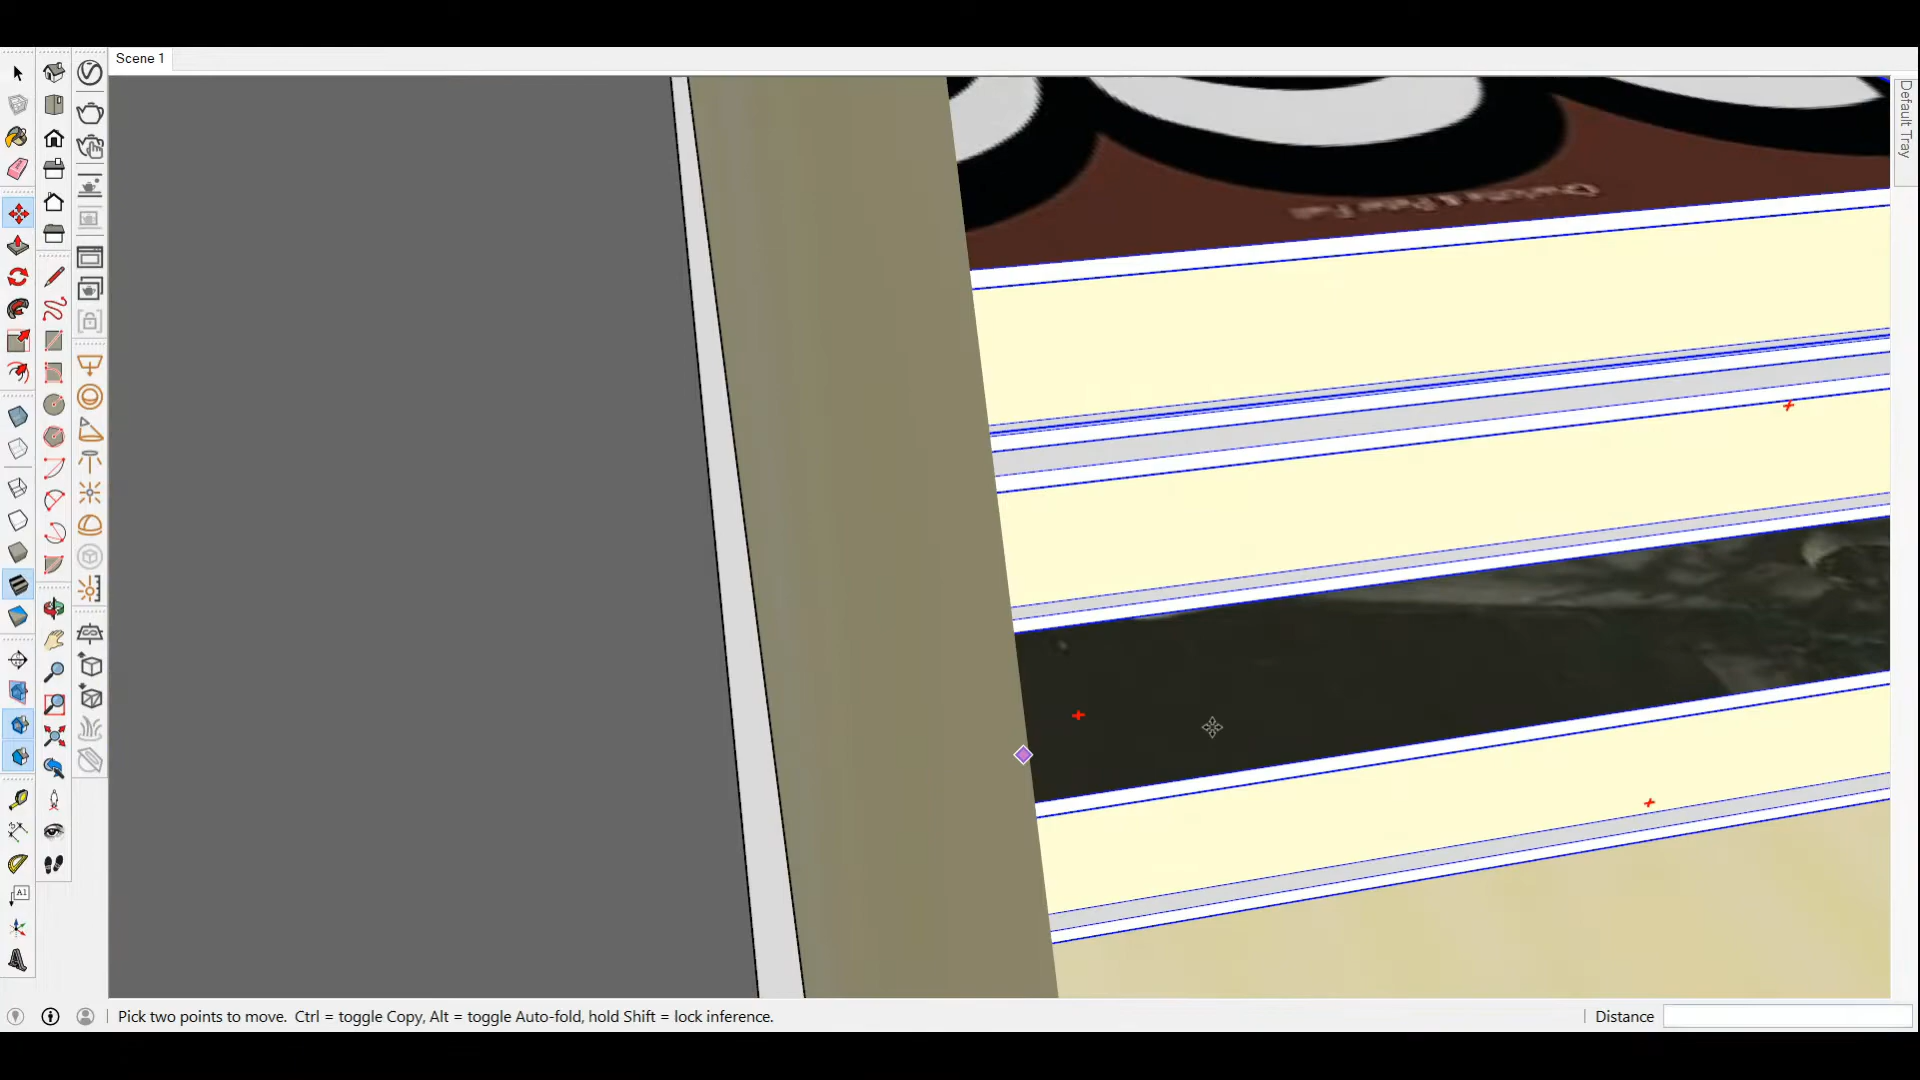 Scene 1
Default Tray
A1
Pick two points to move. Ctrl = toggle Copy, Alt = toggle Auto-fold, hold Shift = lock inference.
Distance